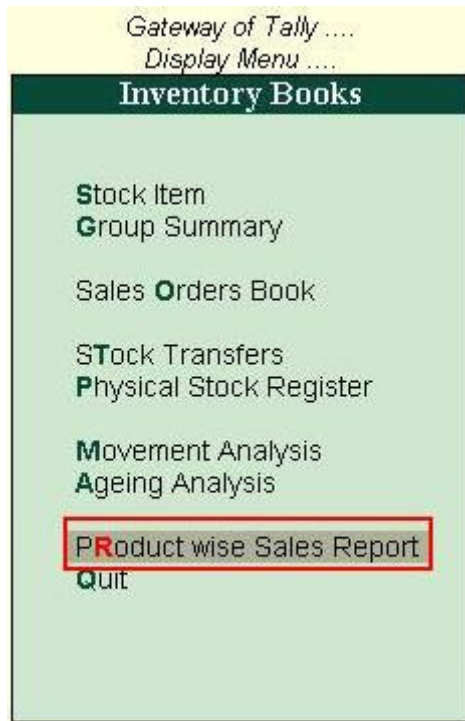 Gateway of Tally ....
Display Menu ....
Inventory Books
Stock Item
Group Summary
Sales Orders Book
STock Transfers
Physical Stock Register
Movement Analysis
Ageing Analysis
PRoduct wise Sales Report
Quit